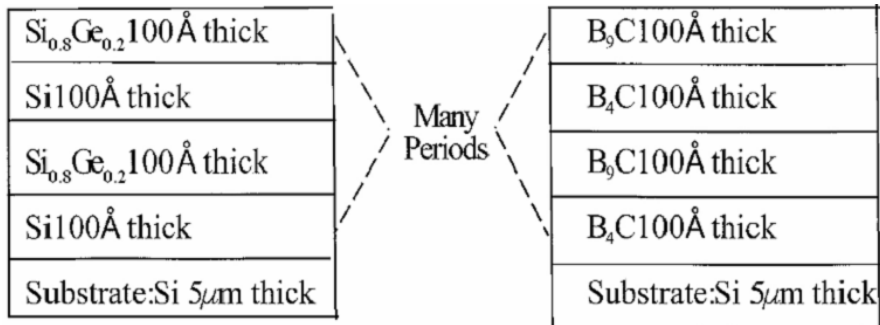 Si₀.₈Ge₀.₂100Å thick
Si100Å thick
Si₀.₈Ge₀.₂100Å thick
Si100Å thick
Substrate:Si 5μm thick
Many
Periods
B₉C100Å thick
B₄C100Å thick
B₉C100Å thick
B₄C100Å thick
Substrate:Si 5μm thick